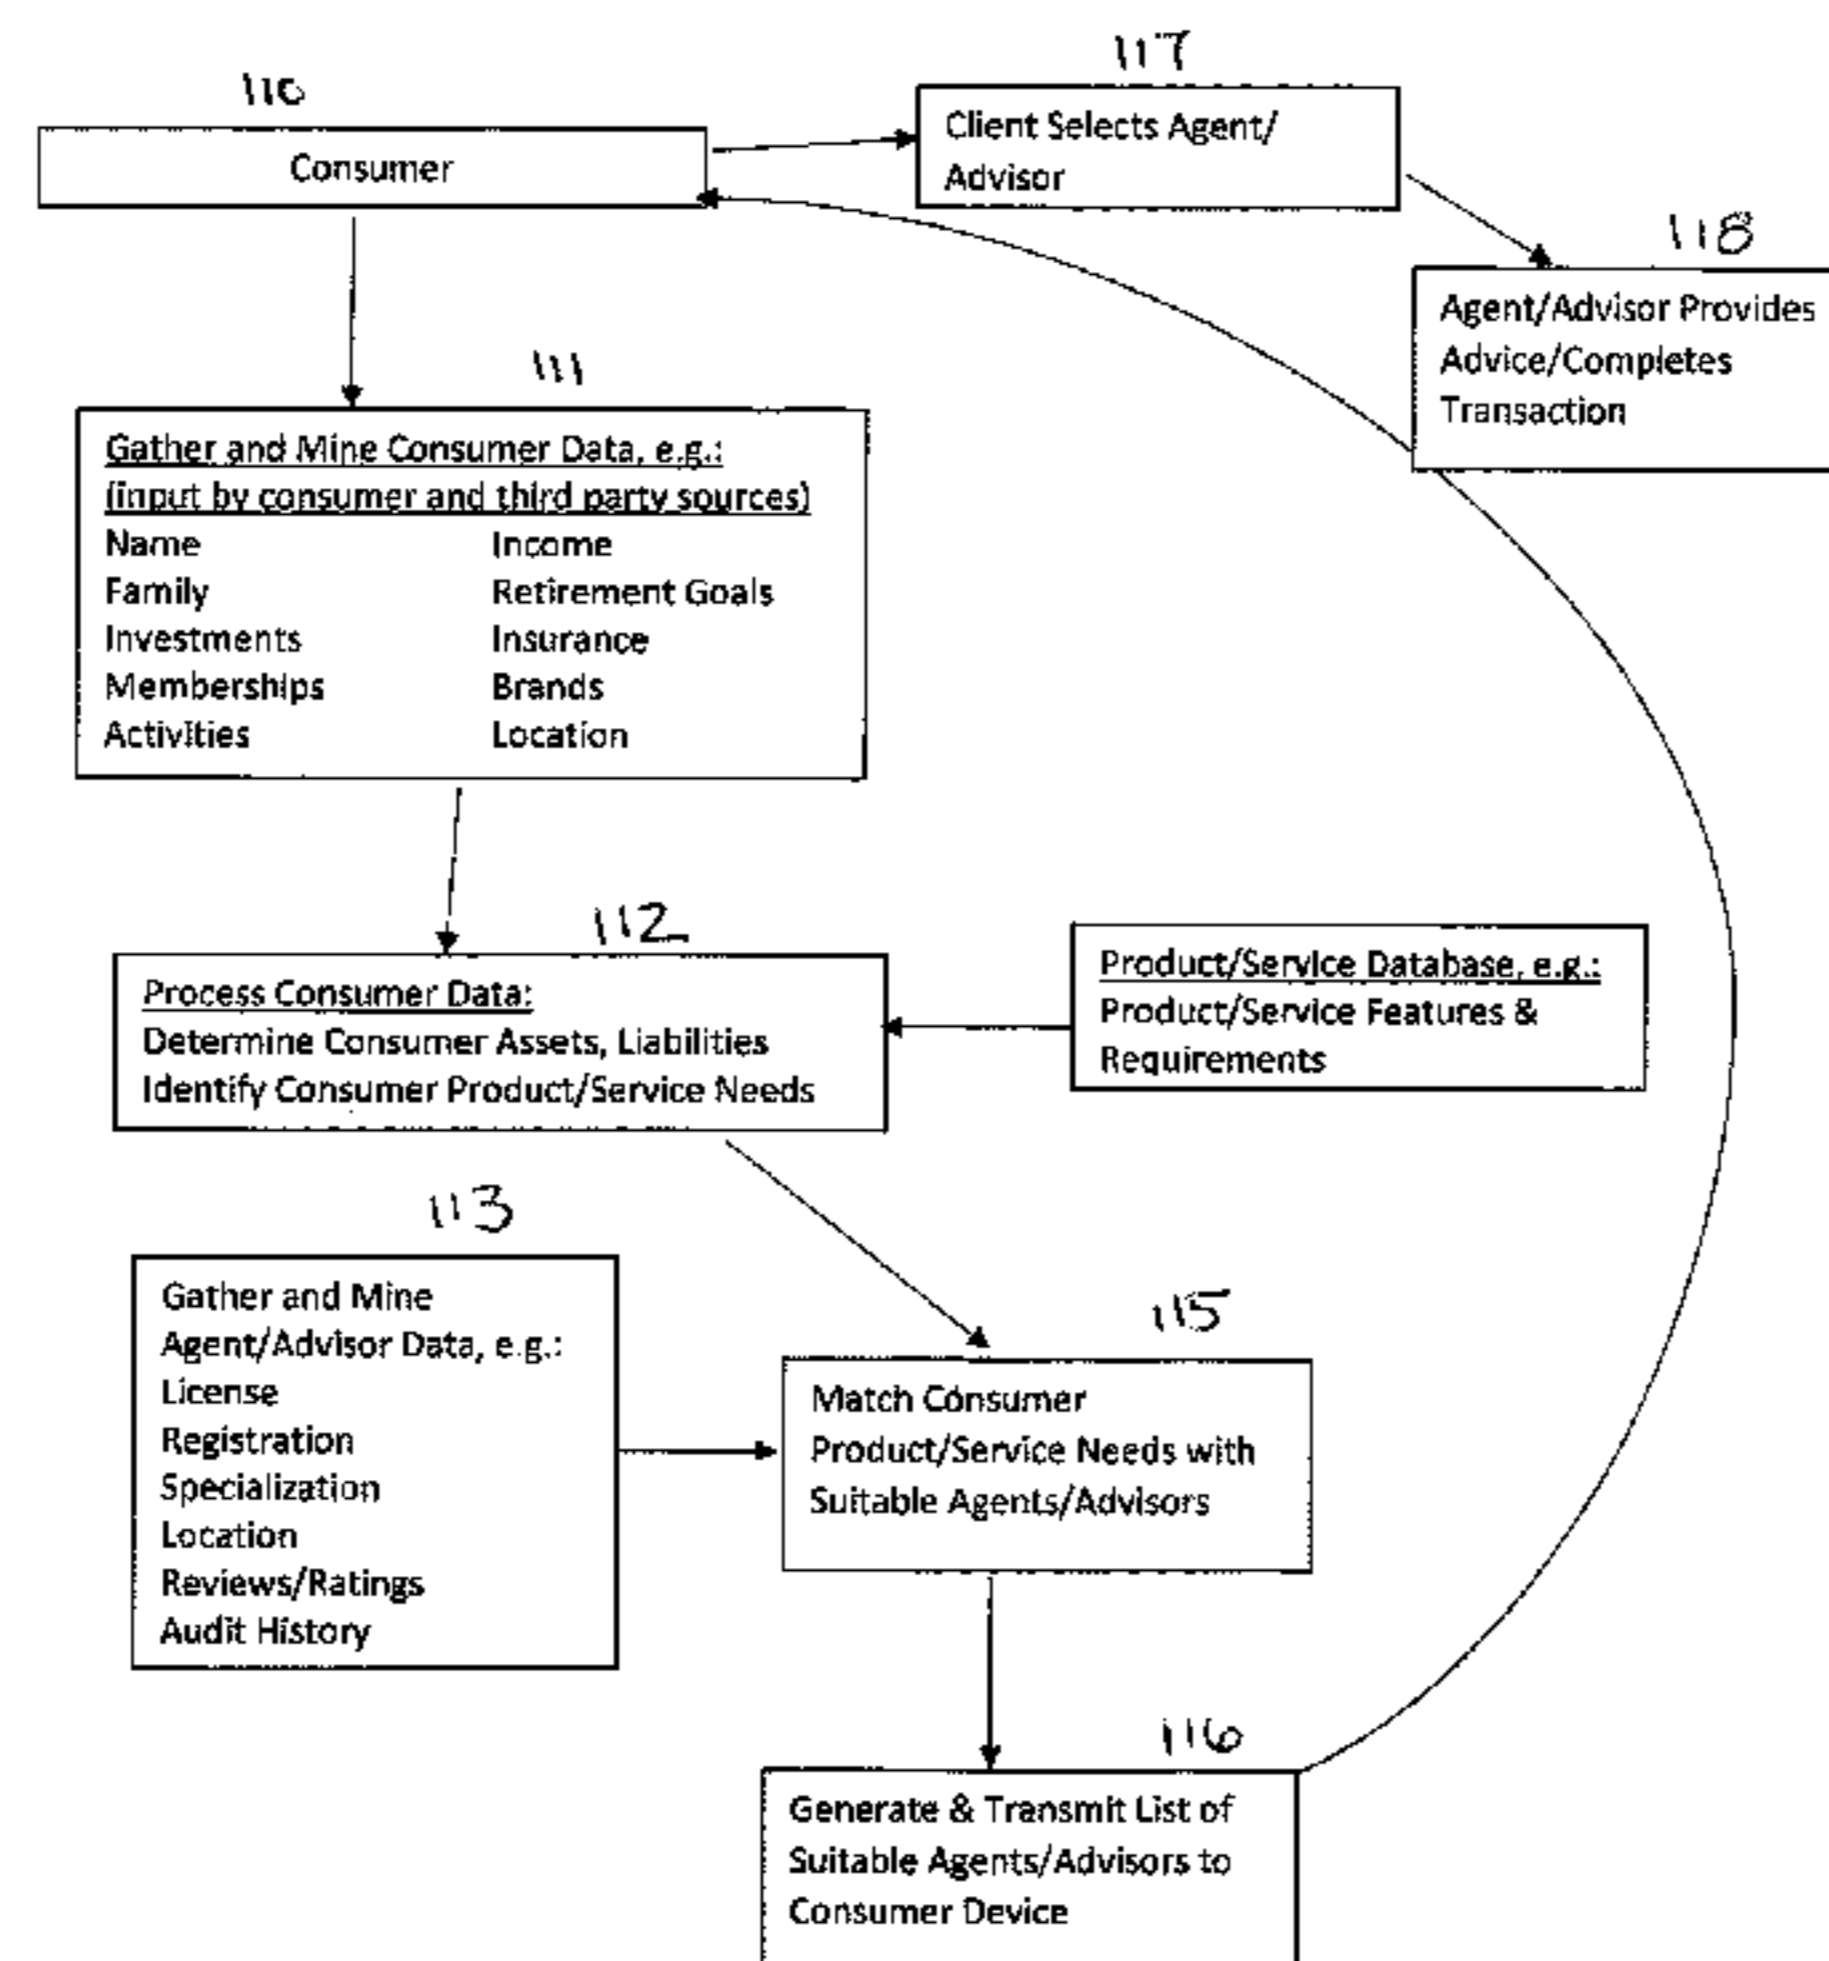 110
Consumer
117
Client Selects Agent/
Advisor
118
Agent/Advisor Provides
Advice/Completes
Transaction
111
Gather and Mine Consumer Data, e.g.:
(input by consumer and third party sources)
Name Income
Family Retirement Goals
Investments Insurance
Memberships Brands
Activities Location
112
Process Consumer Data:
Determine Consumer Assets, Liabilities
Identify Consumer Product/Service Needs
Product/Service Database, e.g.:
Product/Service Features &
Requirements
113
Gather and Mine
Agent/Advisor Data, e.g.:
License
Registration
Specialization
Location
Reviews/Ratings
Audit History
115
Match Consumer
Product/Service Needs with
Suitable Agents/Advisors
116
Generate & Transmit List of
Suitable Agents/Advisors to
Consumer Device